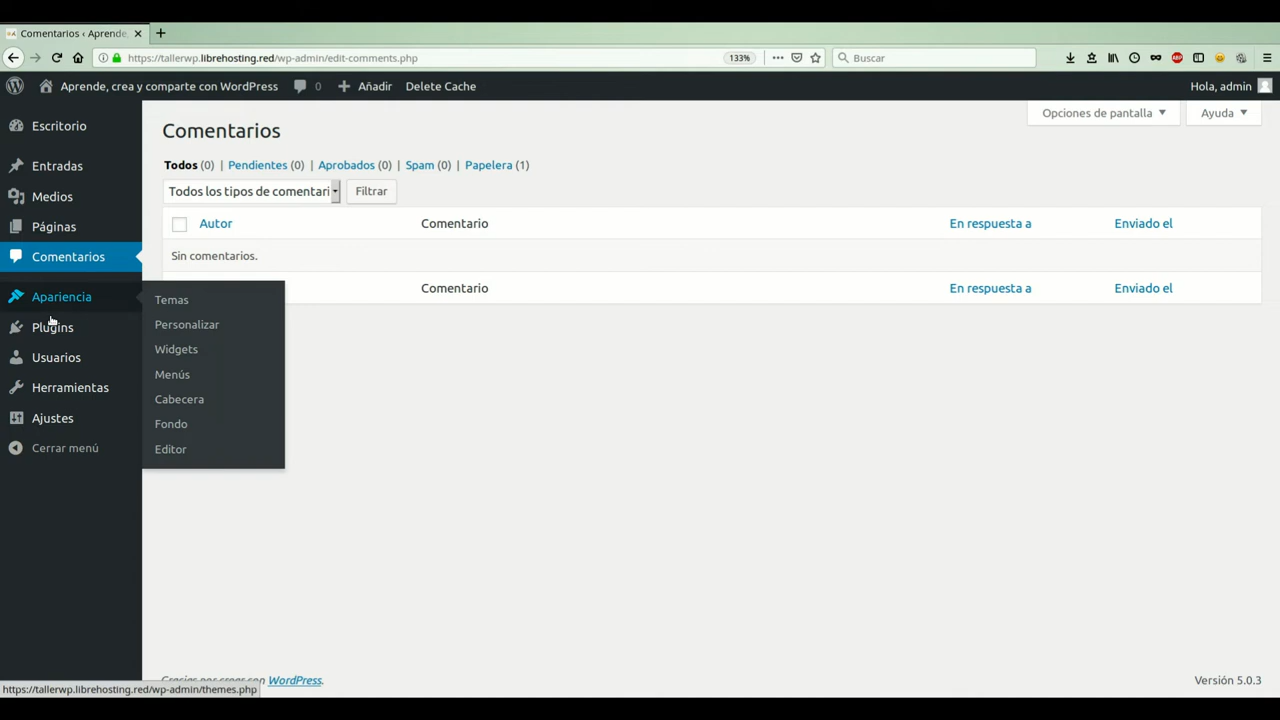 Comentarios ‹ Aprende,
https://tallerwp.librehosting.red/wp-admin/edit-comments.php
133%
Buscar
Aprende, crea y comparte con WordPress
0
Añadir
Delete Cache
Hola, admin
Escritorio
Entradas
Medios
Páginas
Comentarios
Apariencia
Plugins
Usuarios
Herramientas
Ajustes
Cerrar menú
Temas
Personalizar
Widgets
Menús
Cabecera
Fondo
Editor
Opciones de pantalla
Ayuda
Comentarios
Todos (0) | Pendientes (0) | Aprobados (0) | Spam (0) | Papelera (1)
Todos los tipos de comentari
Filtrar
Autor Comentario En respuesta a Enviado el
Sin comentarios.
Comentario En respuesta a Enviado el
Gracias por crear con WordPress.
Versión 5.0.3
https://tallerwp.librehosting.red/wp-admin/themes.php